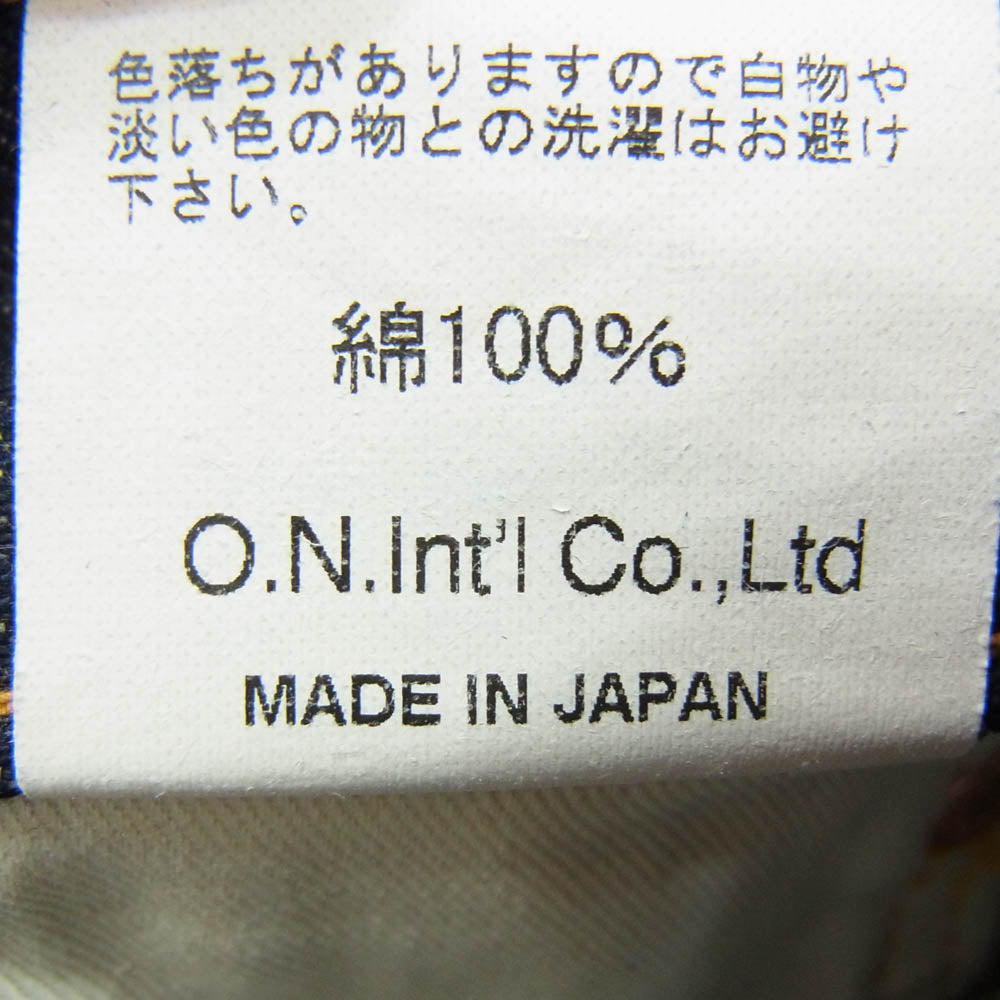 色落ちがありますので白物や
淡い色の物との洗濯はお避け
下さい。
綿100%
O.N.Int'l Co.,Ltd
MADE IN JAPAN